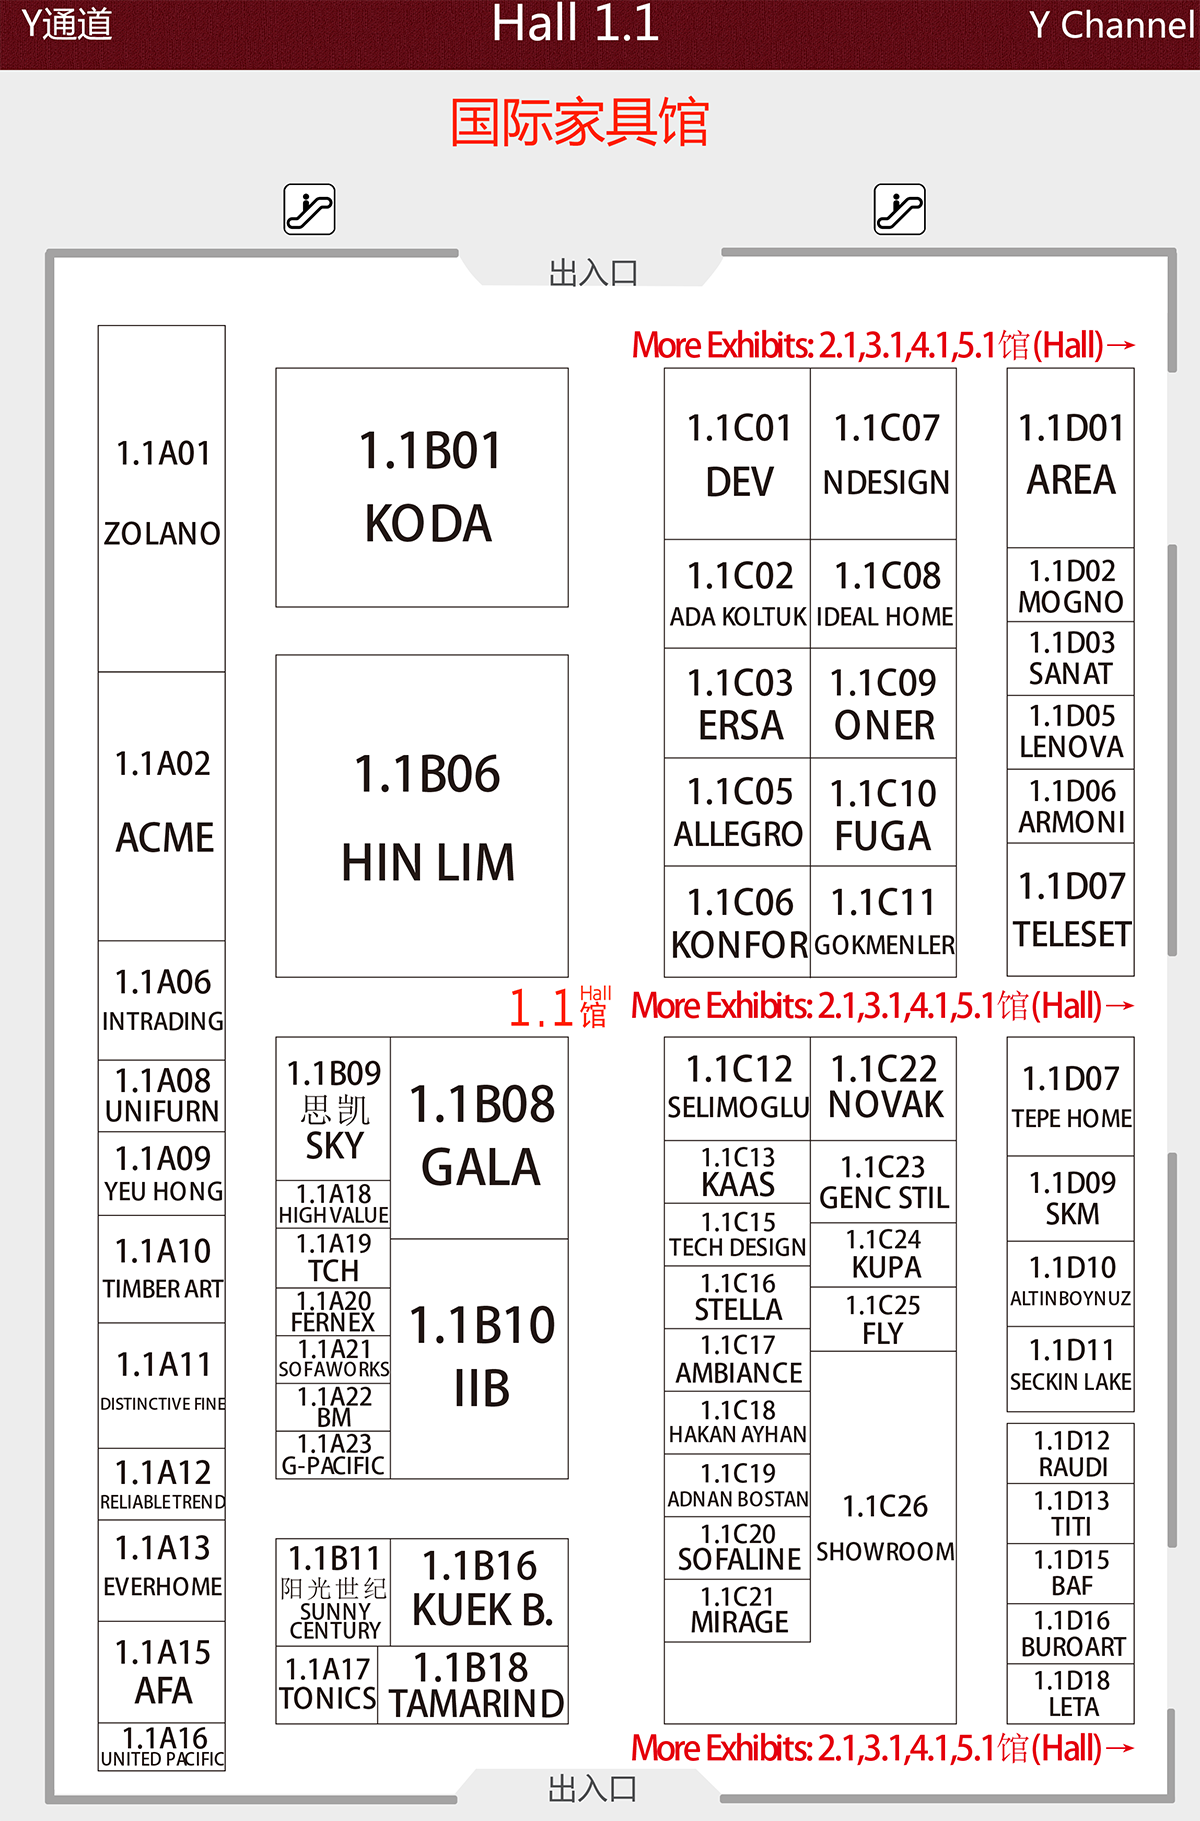 Y通道
Hall 1.1
Y Channel
国际家具馆
出入口
More Exhibits: 2.1,3.1,4.1,5.1馆(Hall)→
1.1A01
ZOLANO
1.1A02
ACME
1.1A06
INTRADING
1.1A08
UNIFURN
1.1A09
YEU HONG
1.1A10
TIMBER ART
1.1A11
DISTINCTIVE FINE
1.1A12
RELIABLETREND
1.1A13
EVERHOME
1.1A15
AFA
1.1A16
UNITED PACIFIC
1.1B01
KODA
1.1B06
HIN LIM
1.1B09
思凯
SKY
1.1A18
HIGH VALUE
1.1A19
TCH
1.1A20
FERNEX
1.1A21
SOFAWORKS
1.1A22
BM
1.1A23
G-PACIFIC
1.1B08
GALA
1.1B10
IIB
1.1B11
阳光世纪
SUNNY
CENTURY
1.1B16
KUEK B.
1.1A17
TONICS
1.1B18
TAMARIND
1.1C01
DEV
1.1C02
ADA KOLTUK
1.1C03
ERSA
1.1C05
ALLEGRO
1.1C06
KONFOR
1.1C07
NDESIGN
1.1C08
IDEAL HOME
1.1C09
ONER
1.1C10
FUGA
1.1C11
GOKMENLER
1.1D01
AREA
1.1D02
MOGNO
1.1D03
SANAT
1.1D05
LENOVA
1.1D06
ARMONI
1.1D07
TELESET
1.1 Hall
馆
More Exhibits: 2.1,3.1,4.1,5.1馆(Hall)→
1.1C12
SELIMOGLU
1.1C13
KAAS
1.1C15
TECH DESIGN
1.1C16
STELLA
1.1C17
AMBIANCE
1.1C18
HAKAN AYHAN
1.1C19
ADNAN BOSTAN
1.1C20
SOFALINE
1.1C21
MIRAGE
1.1C22
NOVAK
1.1C23
GENC STIL
1.1C24
KUPA
1.1C25
FLY
1.1C26
SHOWROOM
1.1D07
TEPE HOME
1.1D09
SKM
1.1D10
ALTINBOYNUZ
1.1D11
SECKIN LAKE
1.1D12
RAUDI
1.1D13
TITI
1.1D15
BAF
1.1D16
BUROART
1.1D18
LETA
More Exhibits: 2.1,3.1,4.1,5.1馆(Hall)→
出入口